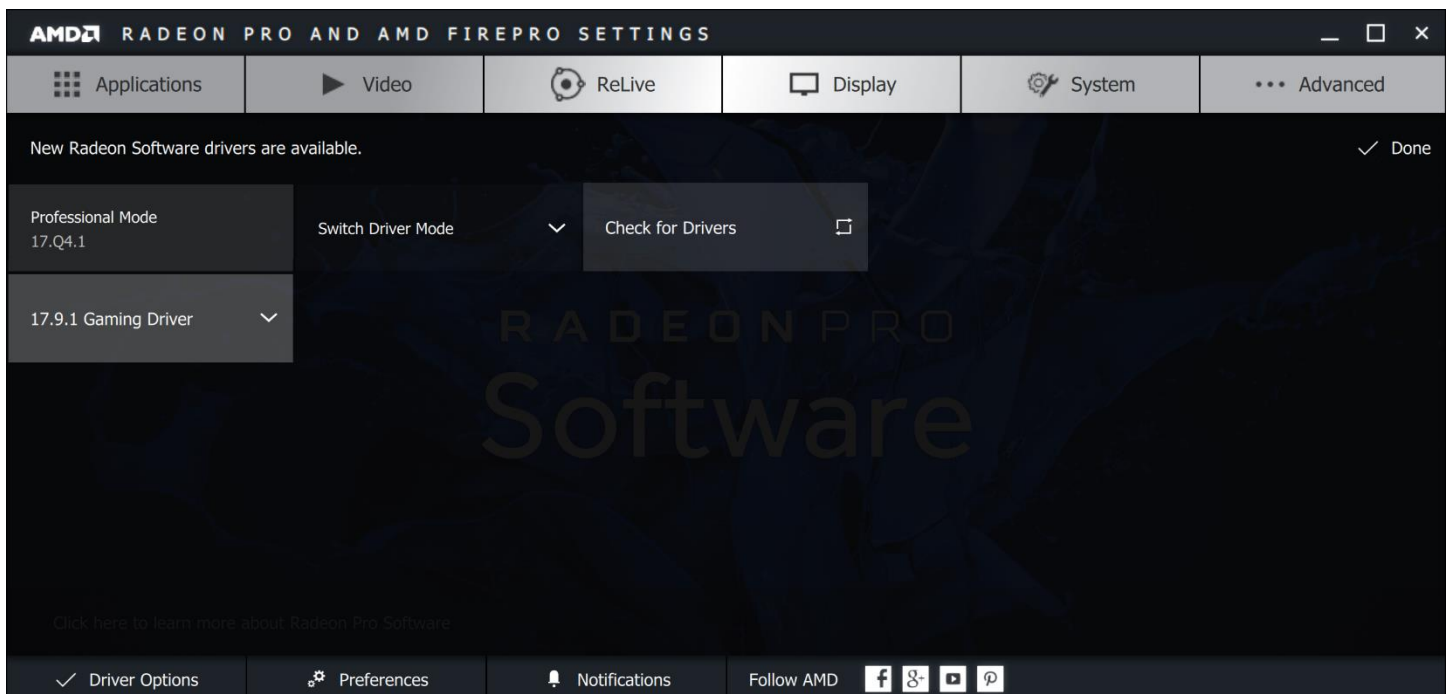 AMD RADEON PRO AND AMD FIREPRO SETTINGS
Applications Video ReLive Display System Advanced
New Radeon Software drivers are available. Done
Professional Mode
17.Q4.1
Switch Driver Mode
Check for Drivers
17.9.1 Gaming Driver
RADEON PRO
Software
Click here to learn more about Radeon Pro Software
Driver Options Preferences Notifications Follow AMD f 8+